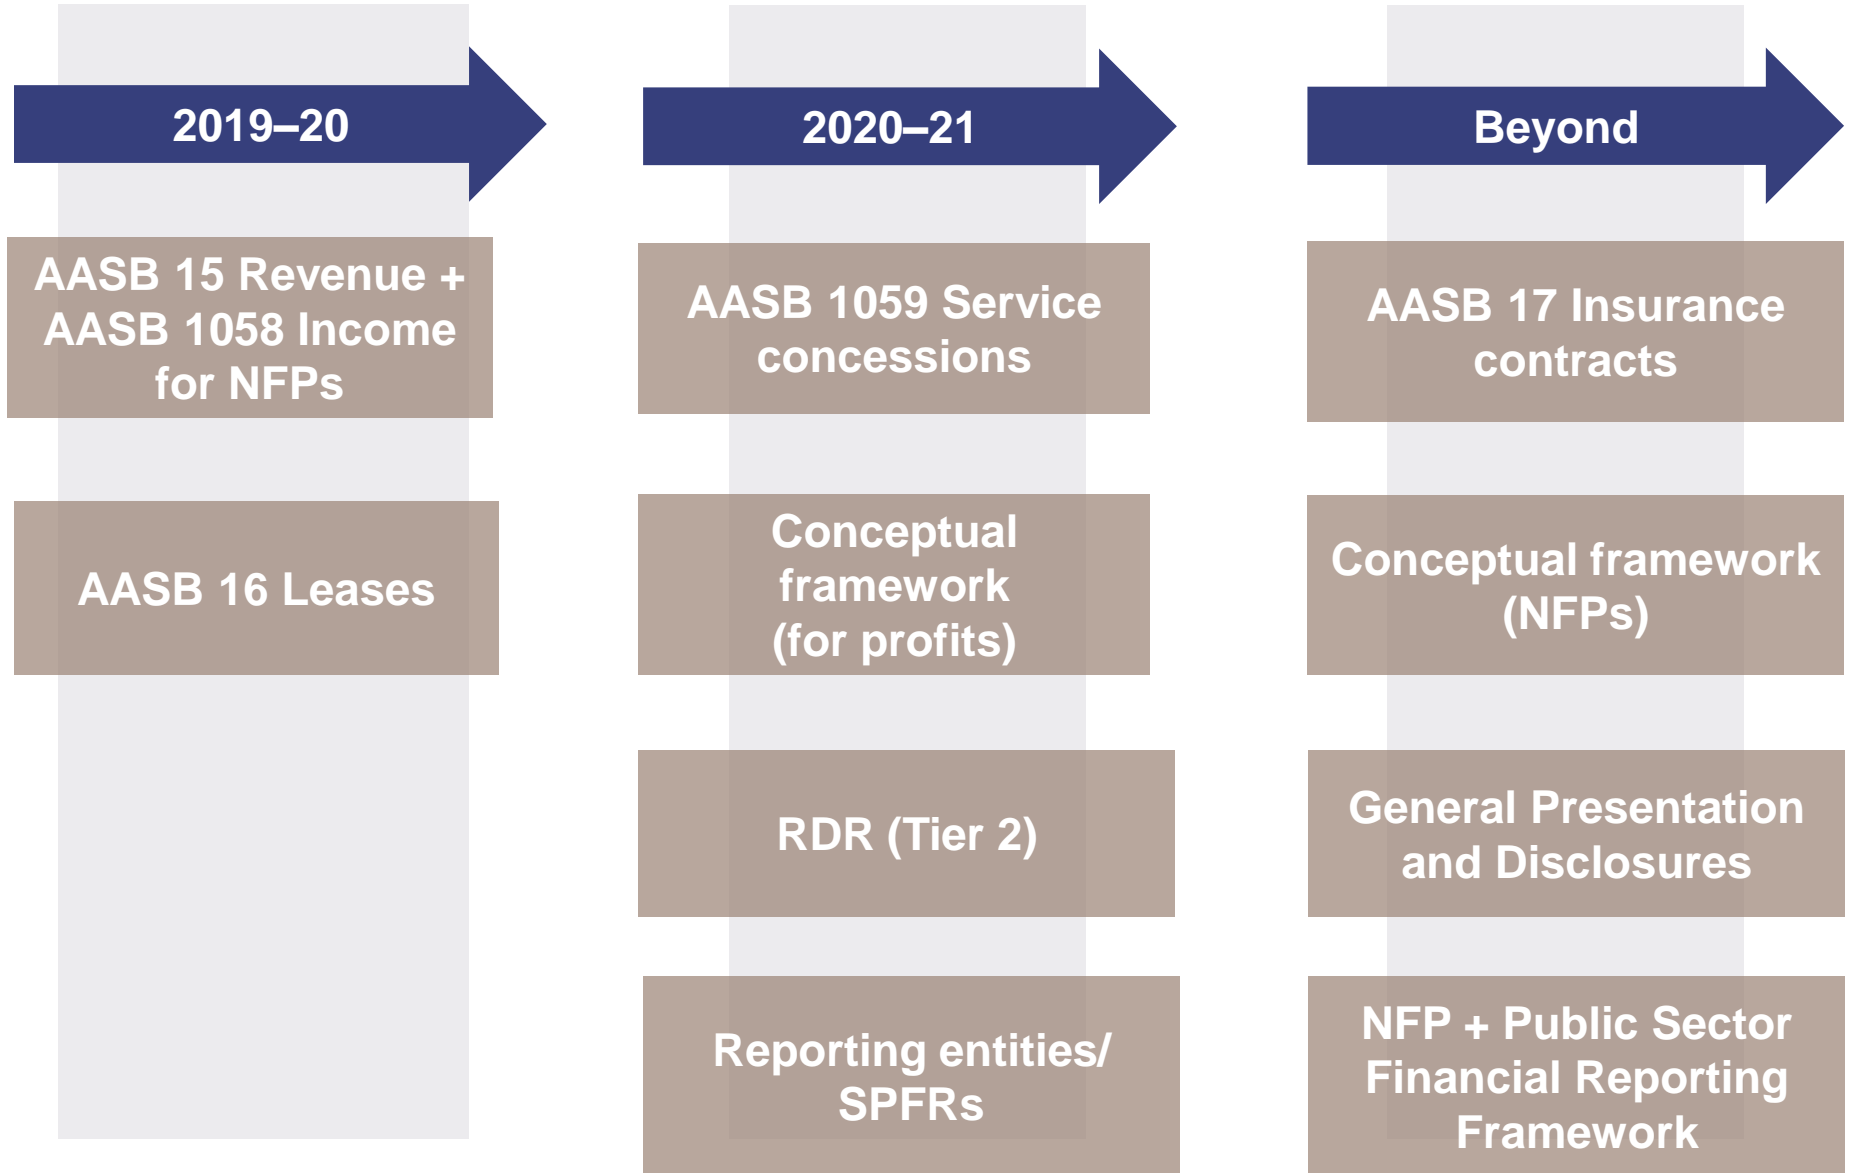 2019–20
AASB 15 Revenue +
AASB 1058 Income
for NFPs
AASB 16 Leases
2020–21
AASB 1059 Service
concessions
Conceptual
framework
(for profits)
RDR (Tier 2)
Reporting entities/
SPFRs
Beyond
AASB 17 Insurance
contracts
Conceptual framework
(NFPs)
General Presentation
and Disclosures
NFP + Public Sector
Financial Reporting
Framework